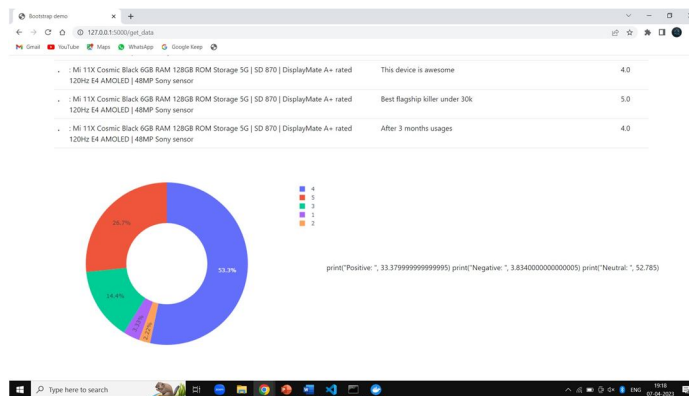 Bootstrap demo
127.0.0.1:5000/get_data
Gmail YouTube Maps WhatsApp Google Keep
: Mi 11X Cosmic Black 6GB RAM 128GB ROM Storage 5G | SD 870 | DisplayMate A+ rated This device is awesome 4.0
120Hz E4 AMOLED | 48MP Sony sensor
: Mi 11X Cosmic Black 6GB RAM 128GB ROM Storage 5G | SD 870 | DisplayMate A+ rated Best flagship killer under 30k 5.0
120Hz E4 AMOLED | 48MP Sony sensor
: Mi 11X Cosmic Black 6GB RAM 128GB ROM Storage 5G | SD 870 | DisplayMate A+ rated After 3 months usages 4.0
120Hz E4 AMOLED | 48MP Sony sensor
4
5
3
1
2
26.7%
53.3%
14.4%
2.22%
print("Positive: ", 33.379999999999995) print("Negative: ", 3.8340000000000005) print("Neutral: ", 52.785)
Type here to search
ENG
19:18
07-04-2023